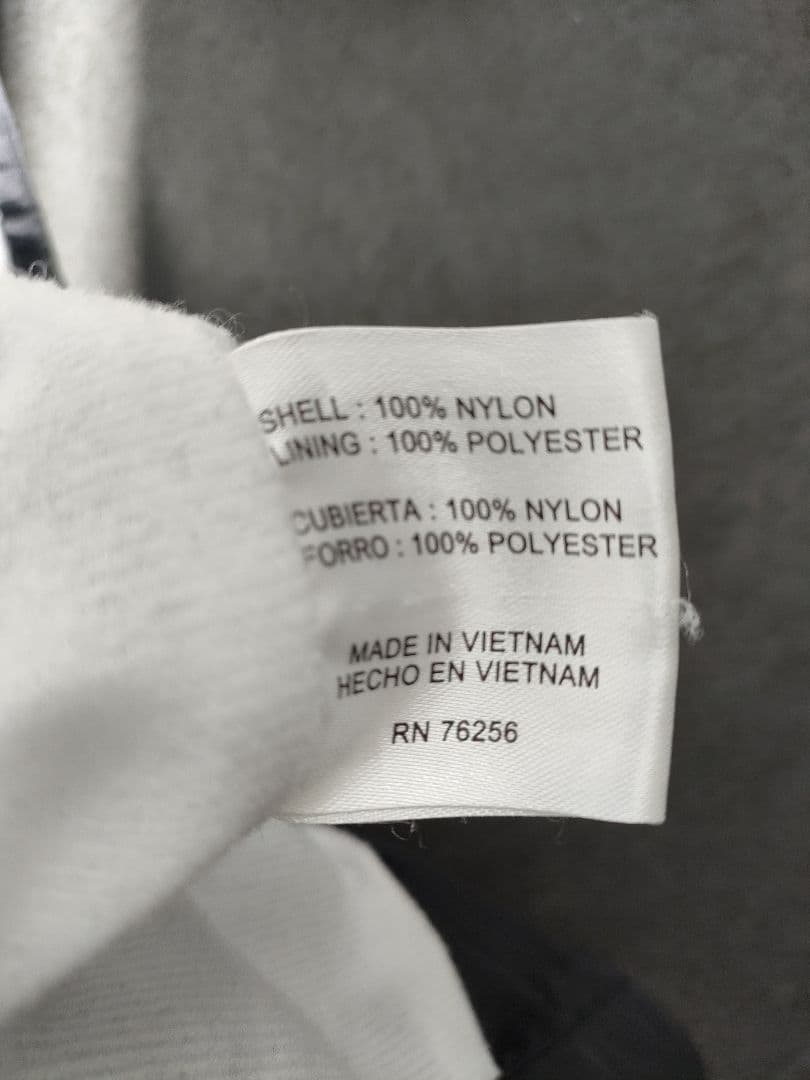 SHELL : 100% NYLON
LINING : 100% POLYESTER
CUBIERTA : 100% NYLON
FORRO : 100% POLYESTER
MADE IN VIETNAM
HECHO EN VIETNAM
RN 76256